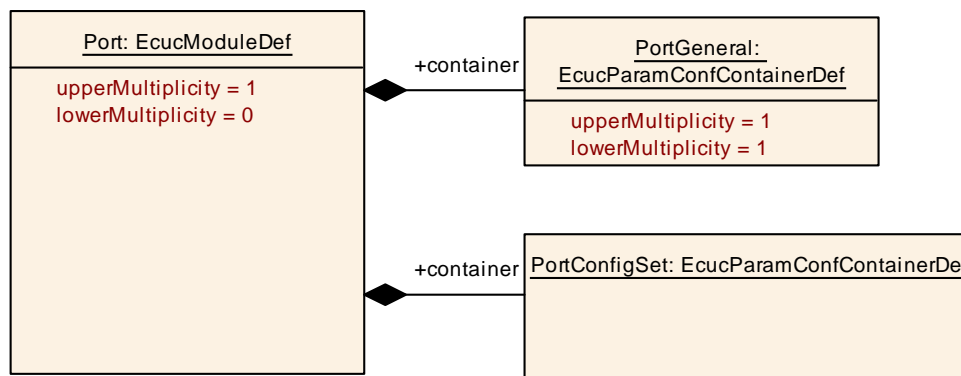 Port: EcucModuleDef
upperMultiplicity = 1
lowerMultiplicity = 0
+container
PortGeneral:
EcucParamConfContainerDef
upperMultiplicity = 1
lowerMultiplicity = 1
+container
PortConfigSet: EcucParamConfContainerDe